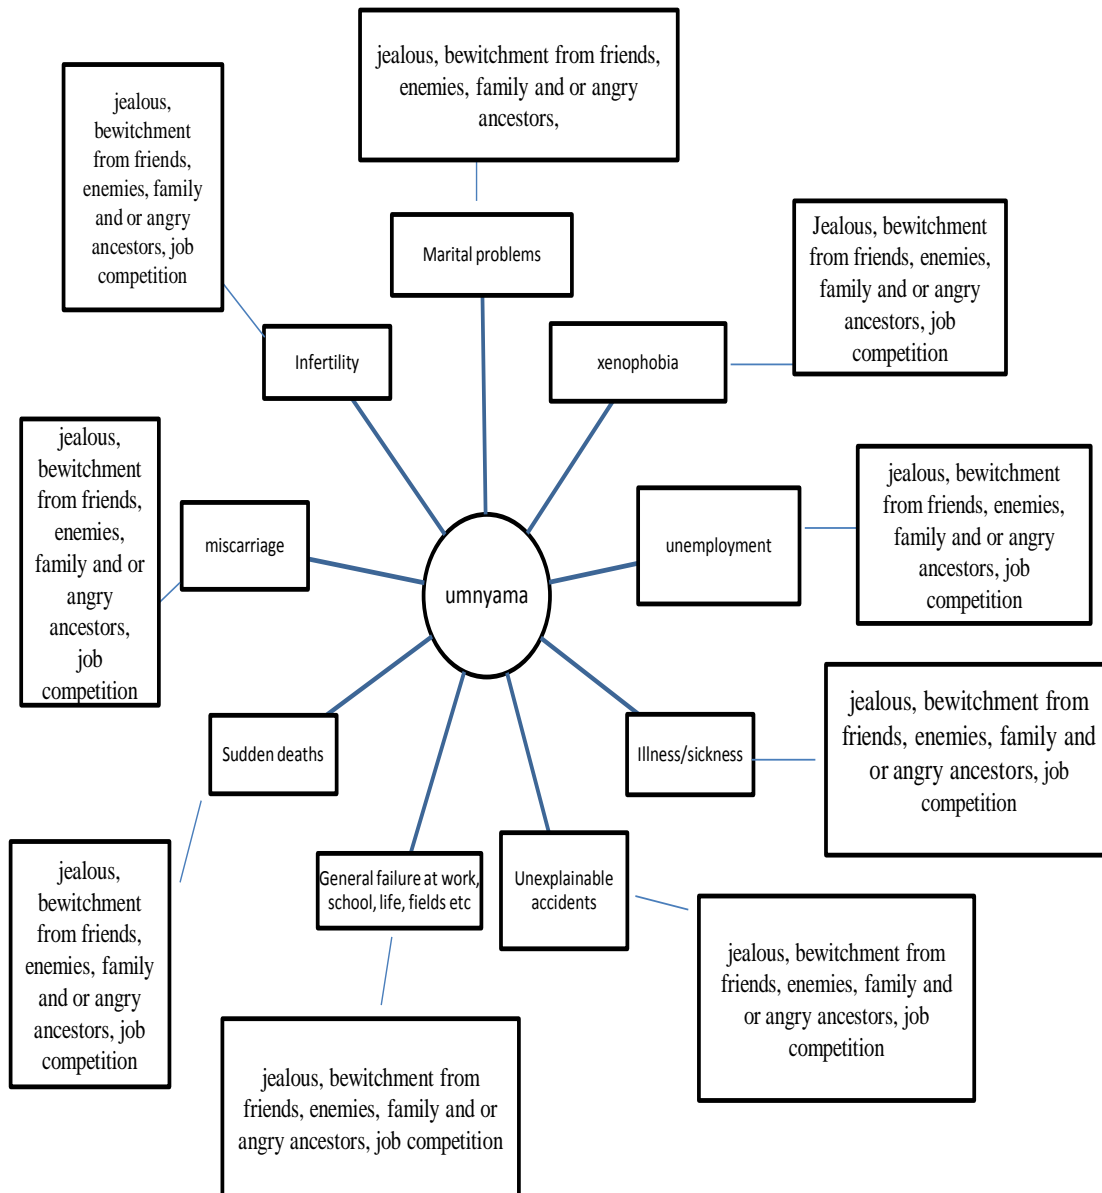 jealous, bewitchment from friends,
enemies, family and or angry
ancestors,
Marital problems
jealous,
bewitchment
from friends,
enemies, family
and or angry
ancestors, job
competition
Infertility
Jealous, bewitchment
from friends, enemies,
family and or angry
ancestors, job
competition
xenophobia
jealous,
bewitchment
from friends,
enemies,
family and or
angry
ancestors,
job
competition
miscarriage
jealous, bewitchment
from friends, enemies,
family and or angry
ancestors, job
competition
unemployment
umnyama
Sudden deaths
jealous,
bewitchment
from friends,
enemies, family
and or angry
ancestors, job
competition
Illness/sickness
jealous, bewitchment from
friends, enemies, family and
or angry ancestors, job
competition
General failure at work,
school, life, fields etc
jealous, bewitchment from
friends, enemies, family and or
angry ancestors, job competition
Unexplainable
accidents
jealous, bewitchment from
friends, enemies, family and
or angry ancestors, job
competition